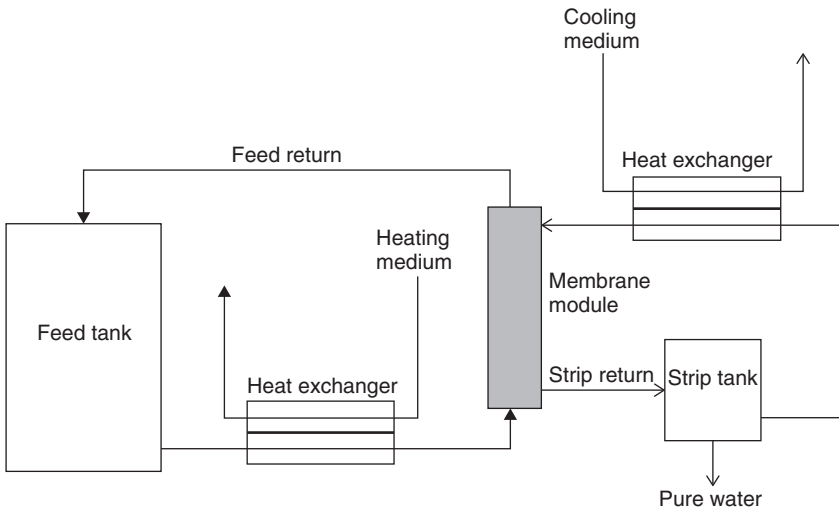 Cooling
medium
Feed return
Heat exchanger
Heating
medium
Membrane
module
Feed tank
Heat exchanger
Strip return
Strip tank
Pure water